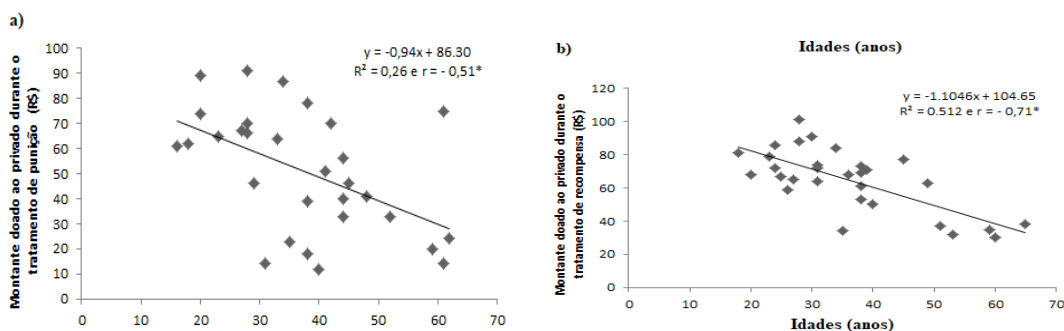 a)
Montante doado ao privado durante o
tratamento de punição (R$)
100
90
80
70
60
50
40
30
20
10
0
y = -0,94x + 86.30
R² = 0,26 e r = - 0,51*
0 10 20 30 40 50 60 70
Idades (anos)
b)
Montante doado ao privado durante o
tratamento de recompensa (R$)
120
100
80
60
40
20
0
y = -1.1046x + 104.65
R² = 0.512 e r = - 0,71*
0 10 20 30 40 50 60 70
Idades (anos)